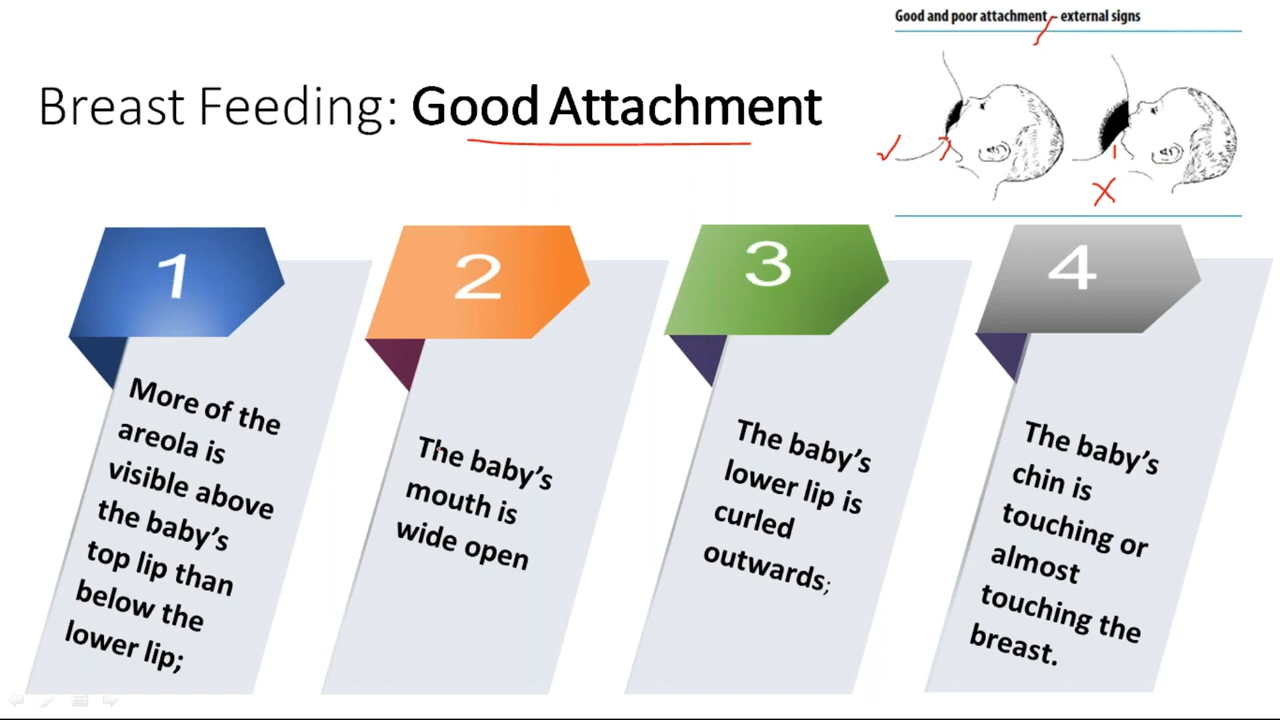 Good and poor attachment – external signs
Breast Feeding: Good Attachment
1
More of the
areola is
visible above
the baby's
top lip than
below the
lower lip;
2
The baby's
mouth is
wide open
3
The baby's
lower lip is
curled
outwards;
4
The baby's
chin is
touching or
almost
touching the
breast.